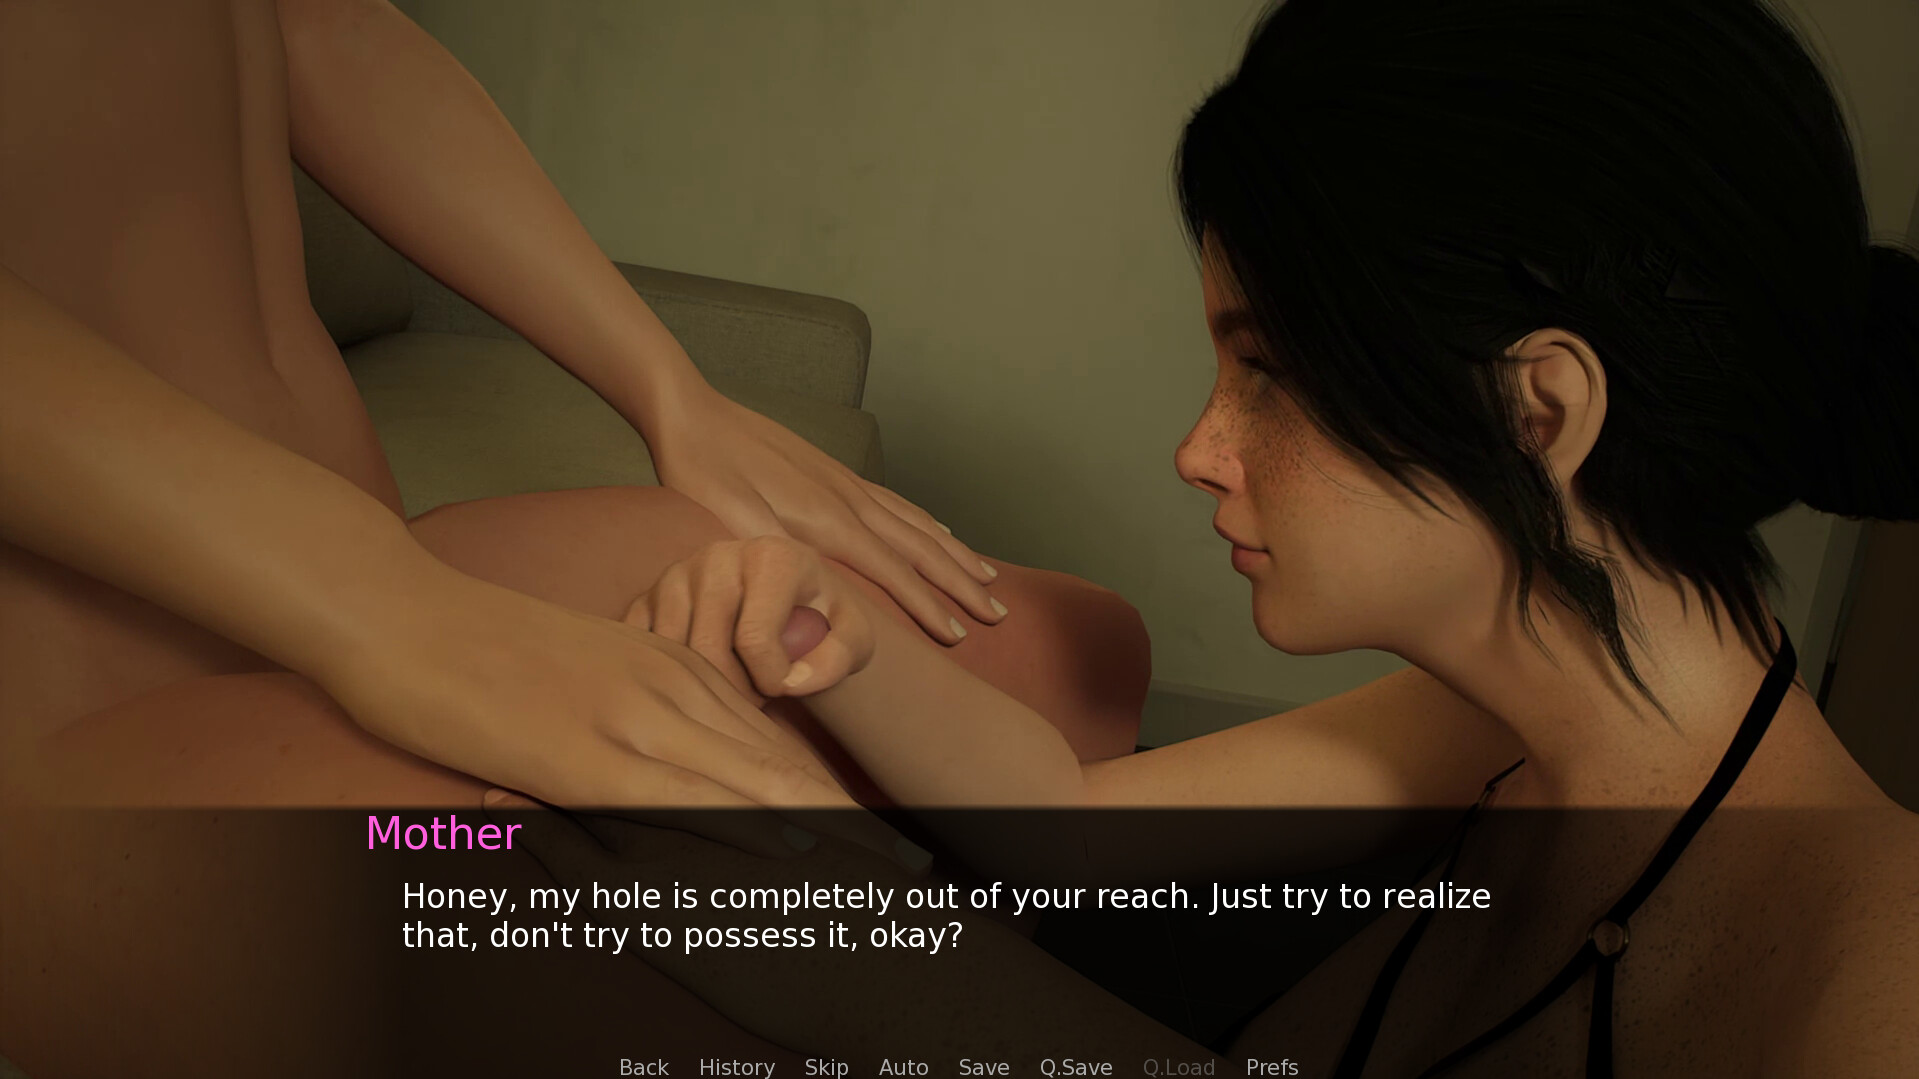 Mother
Honey, my hole is completely out of your reach. Just try to realize
that, don't try to possess it, okay?
Back History Skip Auto Save Q.Save Q.Load Prefs